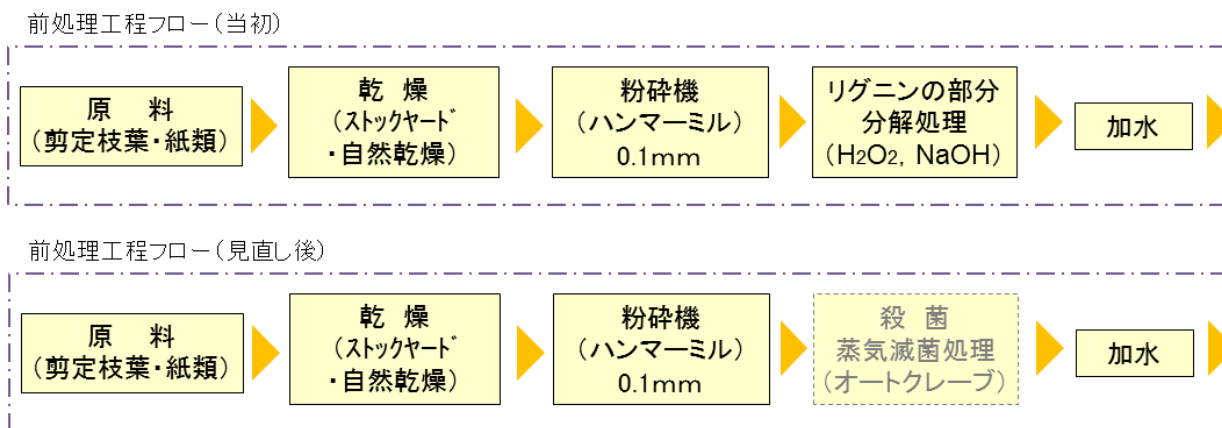 前処理工程フロー(当初)
原　料
(剪定枝葉・紙類)
乾 燥
(ｽﾄｯｸﾔｰﾄﾞ
・自然乾燥)
粉砕機
(ハンマーミル)
0.1mm
リグニンの部分
分解処理
(H2O2, NaOH)
加水
前処理工程フロー(見直し後)
原　料
(剪定枝葉・紙類)
乾 燥
(ｽﾄｯｸﾔｰﾄﾞ
・自然乾燥)
粉砕機
(ハンマーミル)
0.1mm
殺 菌
蒸気滅菌処理
(オートクレーブ)
加水